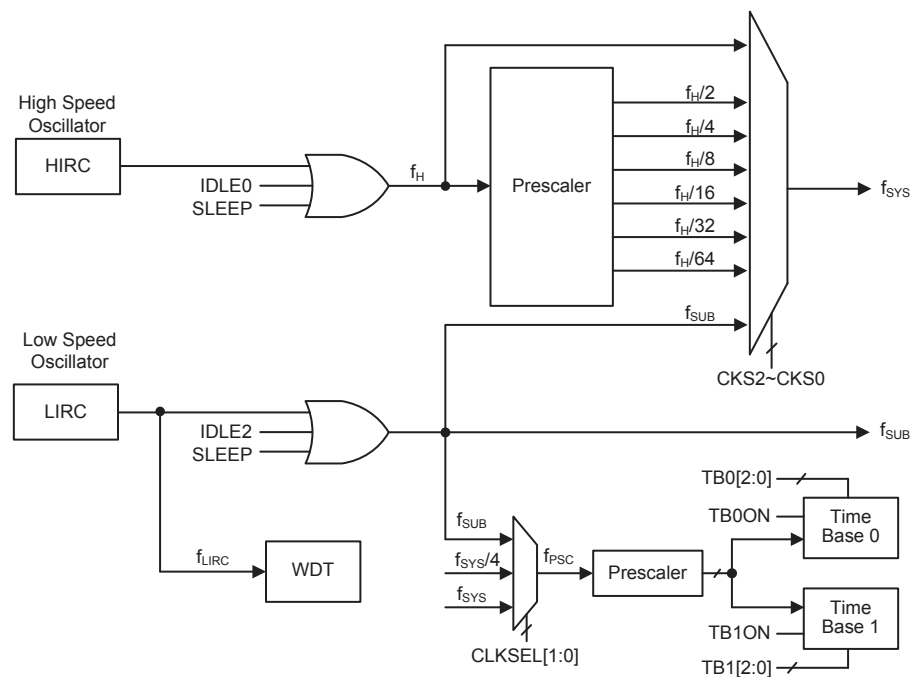 High Speed
Oscillator
HIRC
IDLE0
SLEEP
fH
Prescaler
fH/2
fH/4
fH/8
fH/16
fH/32
fH/64
fSUB
fSYS
CKS2~CKS0
Low Speed
Oscillator
LIRC
IDLE2
SLEEP
fSUB
fLIRC
WDT
fSUB
fSYS/4
fSYS
fPSC
CLKSEL[1:0]
Prescaler
TB0[2:0]
TB0ON
Time
Base 0
TB1ON
Time
Base 1
TB1[2:0]